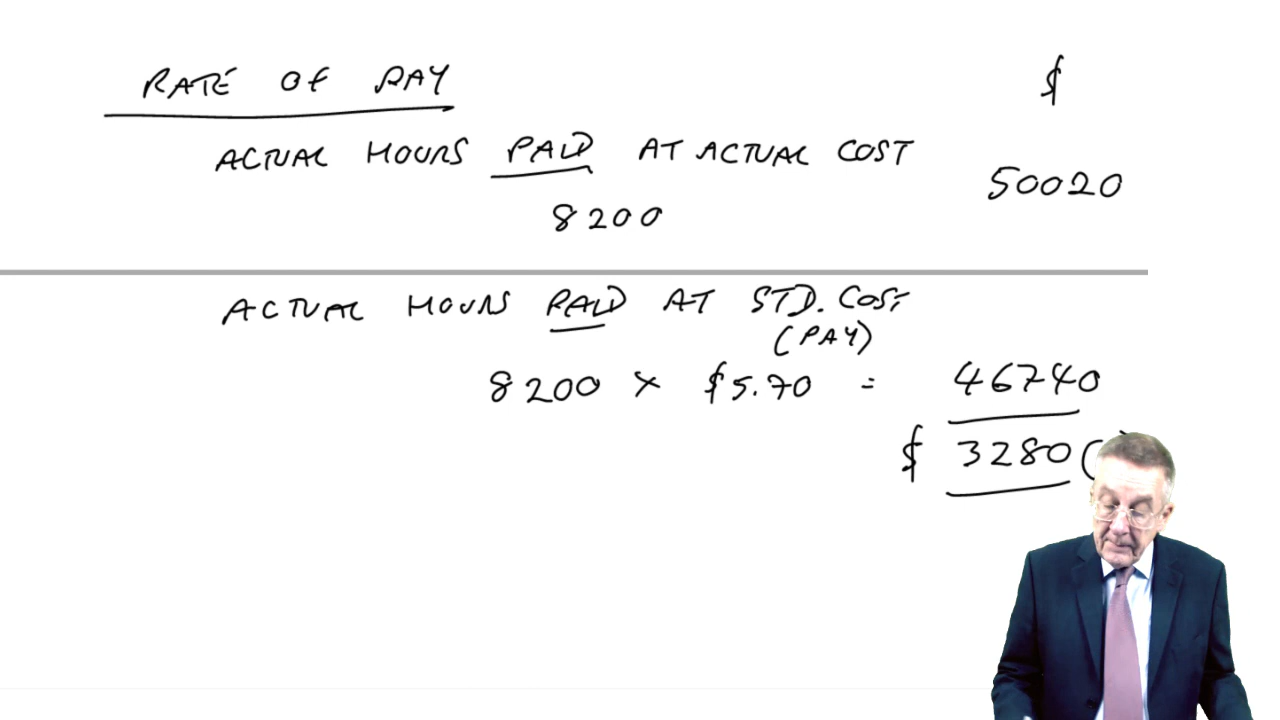 RATE OF PAY
$
ACTUAL HOURS PAID AT ACTUAL COST
50020
8200
ACTUAL HOURS PAID AT STD. COST
(PAY)
8200 × $5.70 = 46740
$ 3280 (